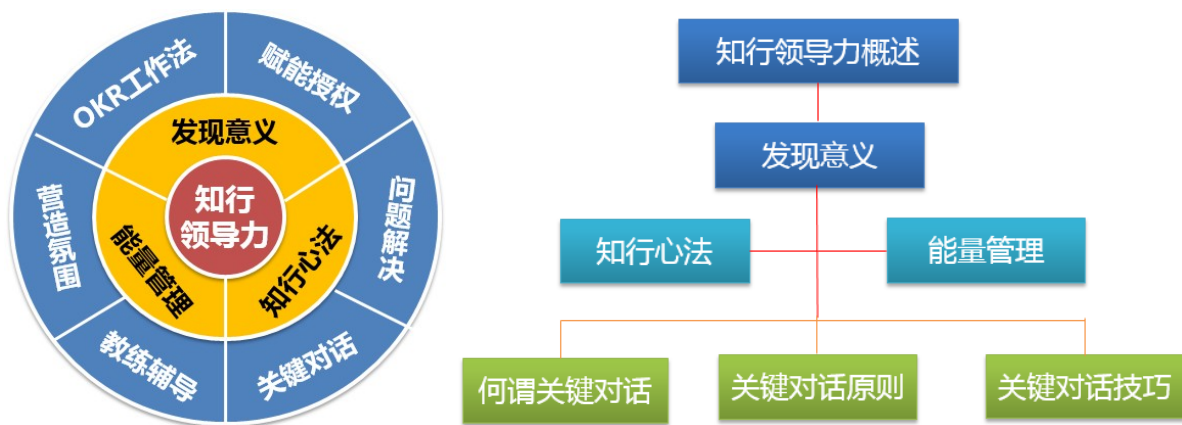 OKR工作法
赋能授权
问题解决
关键对话
教练辅导
营造氛围
发现意义
知行心法
能量管理
知行
领导力
知行领导力概述
发现意义
知行心法
能量管理
何谓关键对话
关键对话原则
关键对话技巧